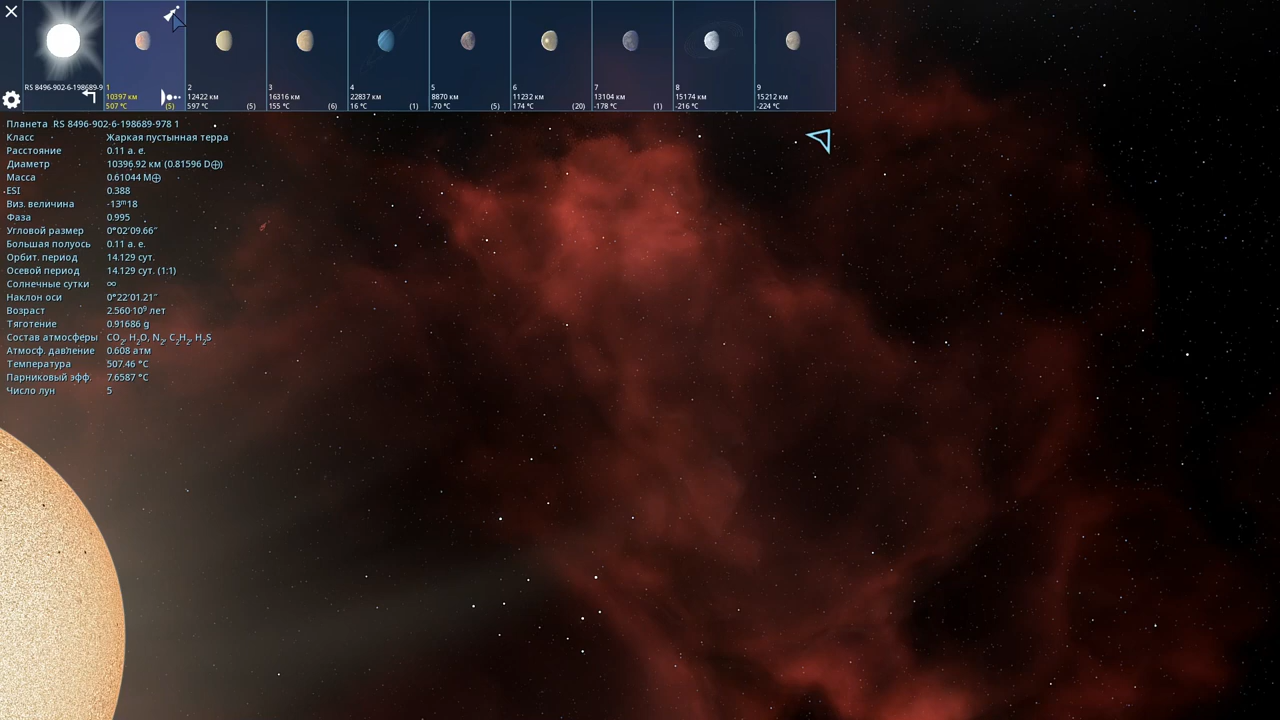 RS 8496-902-6-198689-9
1
10397 км
507 °C (5)
2
12422 км
597 °C (5)
3
16316 км
155 °C (6)
4
22837 км
16 °C (1)
5
8870 км
-70 °C (5)
6
11232 км
174 °C (20)
7
13104 км
-178 °C (1)
8
15174 км
-216 °C
9
15212 км
-224 °C
Планета RS 8496-902-6-198689-978 1
Класс Жаркая пустынная терра
Расстояние 0.11 а. е.
Диаметр 10396.92 км (0.81596 D⊕)
Масса 0.61044 M⊕
ESI 0.388
Виз. величина -13ᵐ18
Фаза 0.995
Угловой размер 0°02′09.66″
Большая полуось 0.11 а. е.
Орбит. период 14.129 сут.
Осевой период 14.129 сут. (1:1)
Солнечные сутки ∞
Наклон оси 0°22′01.21″
Возраст 2.560·10⁹ лет
Тяготение 0.91686 g
Состав атмосферы CO₂, H₂O, N₂, C₂H₂, H₂S
Атмосф. давление 0.608 атм
Температура 507.46 °C
Парниковый эфф. 7.6587 °C
Число лун 5